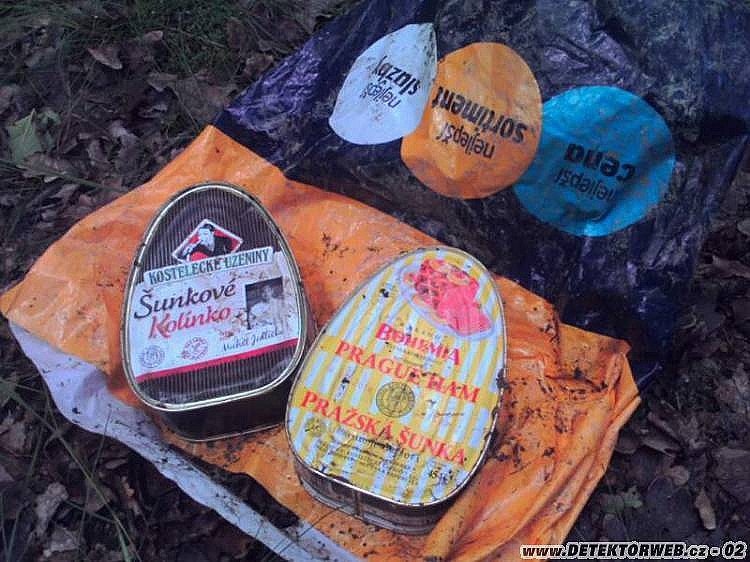 nejlepší
služby
nejlepší
sortiment
nejlepší
cena
KOSTELECKÉ UZENINY
Šunkové
Kolínko
BOHEMIA
PRAGUE HAM
PRAŽSKÁ ŠUNKA
www.DETEKTORWEB.cz - 02